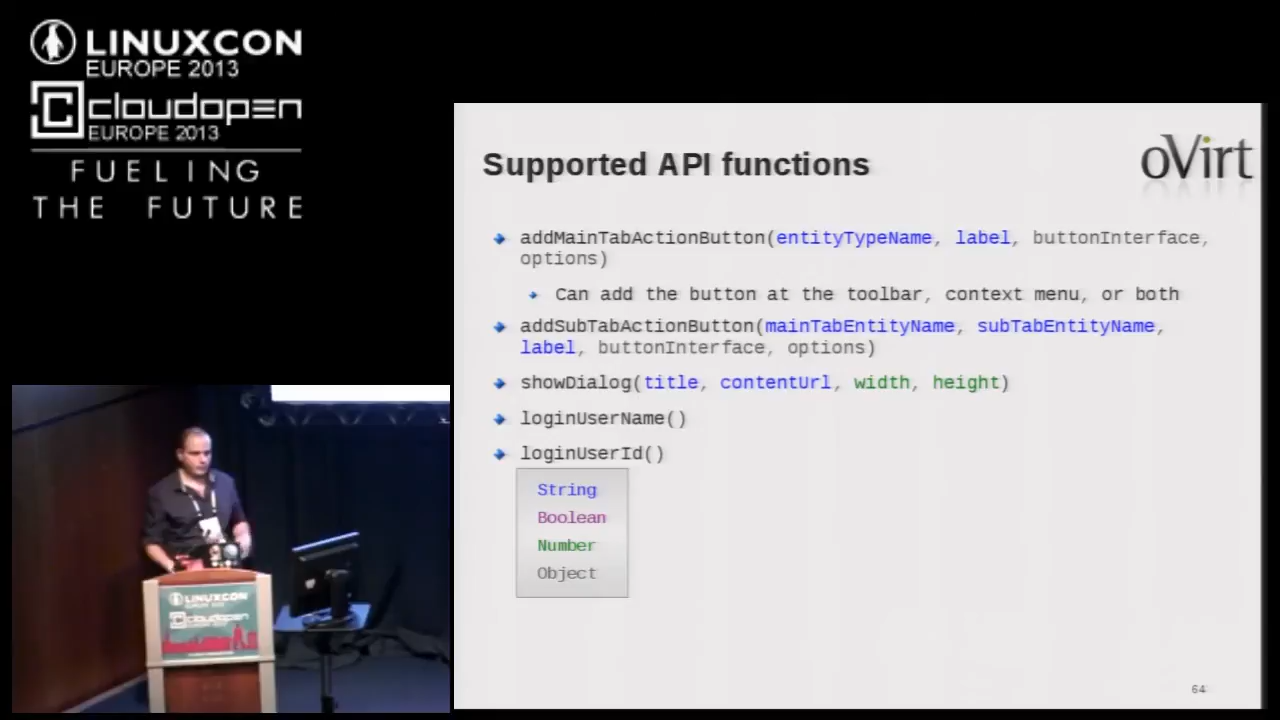 LINUXCON
EUROPE 2013
cloudopen
EUROPE 2013
FUELING
THE FUTURE
Supported API functions
oVirt
addMainTabActionButton(entityTypeName, label, buttonInterface,
options)
Can add the button at the toolbar, context menu, or both
addSubTabActionButton(mainTabEntityName, subTabEntityName,
label, buttonInterface, options)
showDialog(title, contentUrl, width, height)
loginUserName()
loginUserId()
String
Boolean
Number
Object
64
LINUXCON
cloudopen